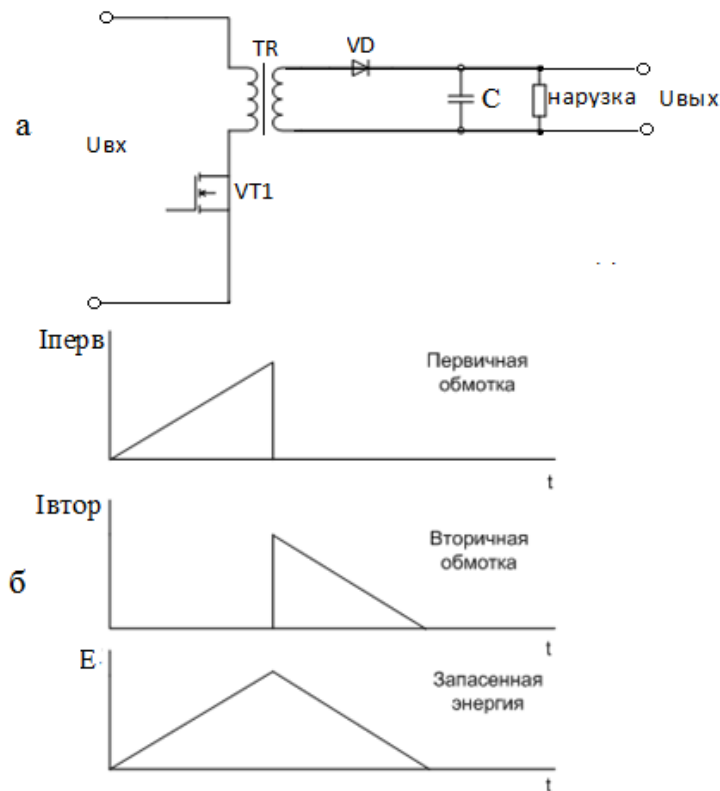 TR
VD
а
Uвх
C
нарузка
Uвых
VT1
Iперв
Первичная
обмотка
t
Iвтор
Вторичная
обмотка
б
t
E
Запасенная
энергия
t